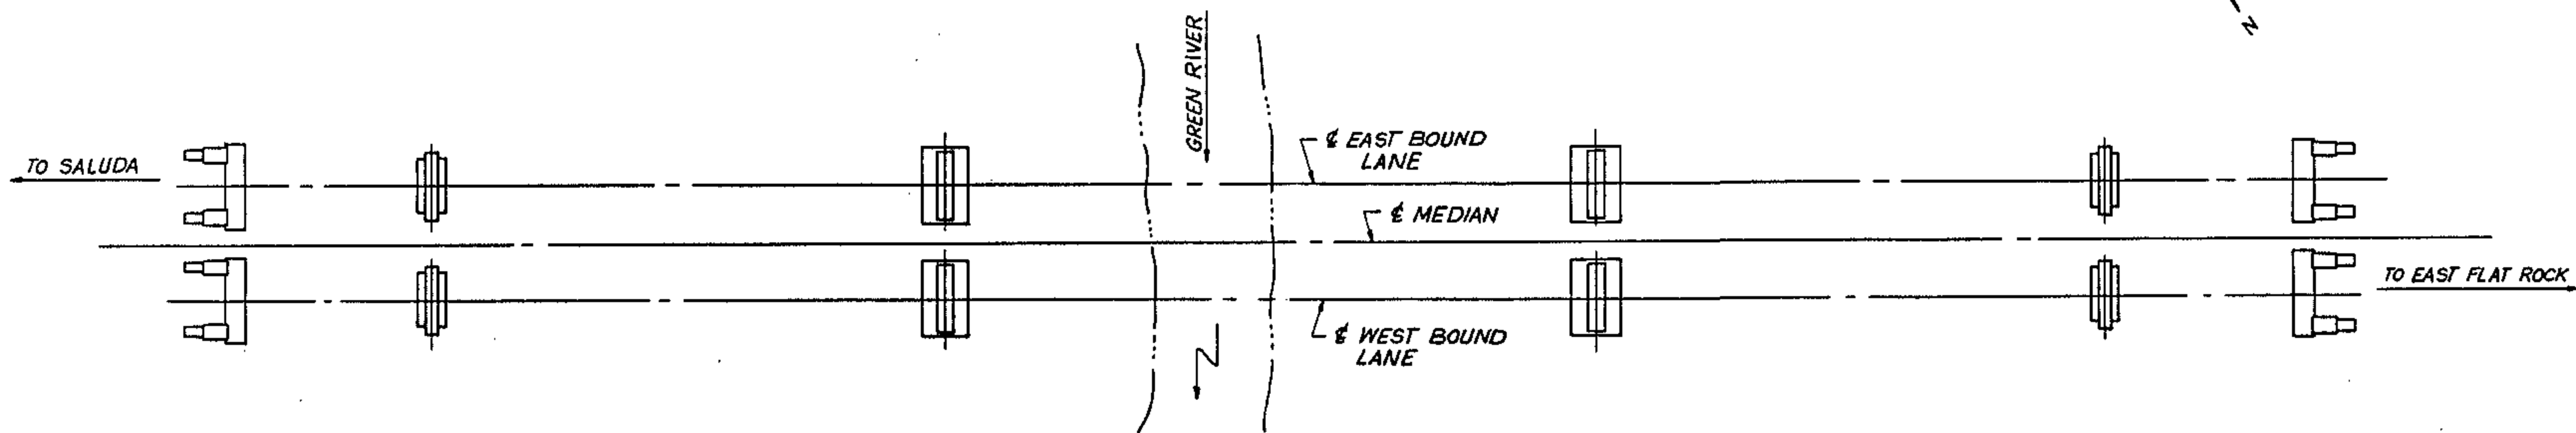 N
GREEN RIVER
TO SALUDA
℄ EAST BOUND
LANE
℄ MEDIAN
TO EAST FLAT ROCK
℄ WEST BOUND
LANE